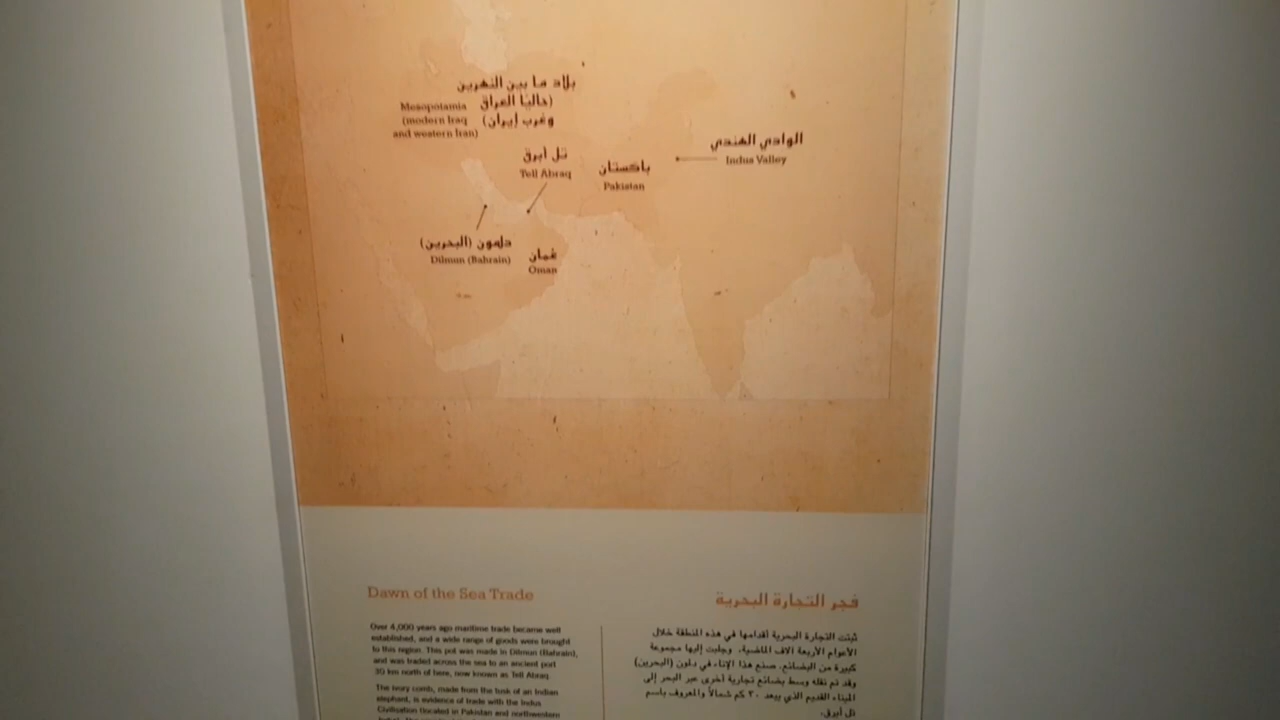 بلاد ما بين النهرين
(حاليًا العراق
وغرب إيران)
Mesopotamia
(modern Iraq
and western Iran)
تل أبرق
Tell Abraq
باكستان
Pakistan
الوادي الهندي
Indus Valley
دلمون (البحرين)
Dilmun (Bahrain)
عُمان
Oman
Dawn of the Sea Trade
Over 4,000 years ago maritime trade became well
established, and a wide range of goods were brought
to this region. This pot was made in Dilmun (Bahrain),
and was traded across the sea to an ancient port
30 km north of here, now known as Tell Abraq.
The ivory comb, made from the tusk of an Indian
elephant, is evidence of trade with the Indus
Civilisation (located in Pakistan and northwestern
فجر التجارة البحرية
ثبتت التجارة البحرية أقدامها في هذه المنطقة خلال
الأعوام الأربعة آلاف الماضية، وجلبت إليها مجموعة
كبيرة من البضائع. صنع هذا الإناء في دلون (البحرين)
وقد تم نقله وسط بضائع تجارية أخرى عبر البحر إلى
الميناء القديم الذي يبعد ٣٠ كم شمالاً والمعروف باسم
تل أبرق.